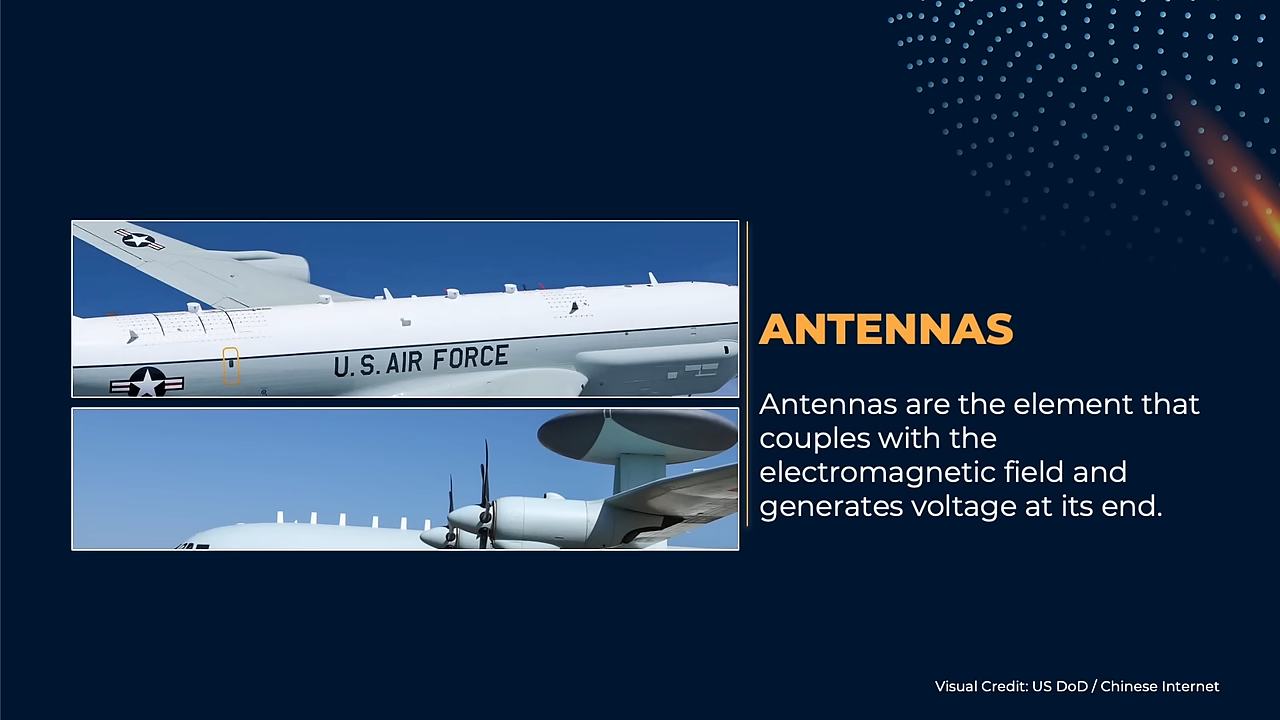 U.S. AIR FORCE
ANTENNAS
Antennas are the element that
couples with the
electromagnetic field and
generates voltage at its end.
Visual Credit: US DoD / Chinese Internet